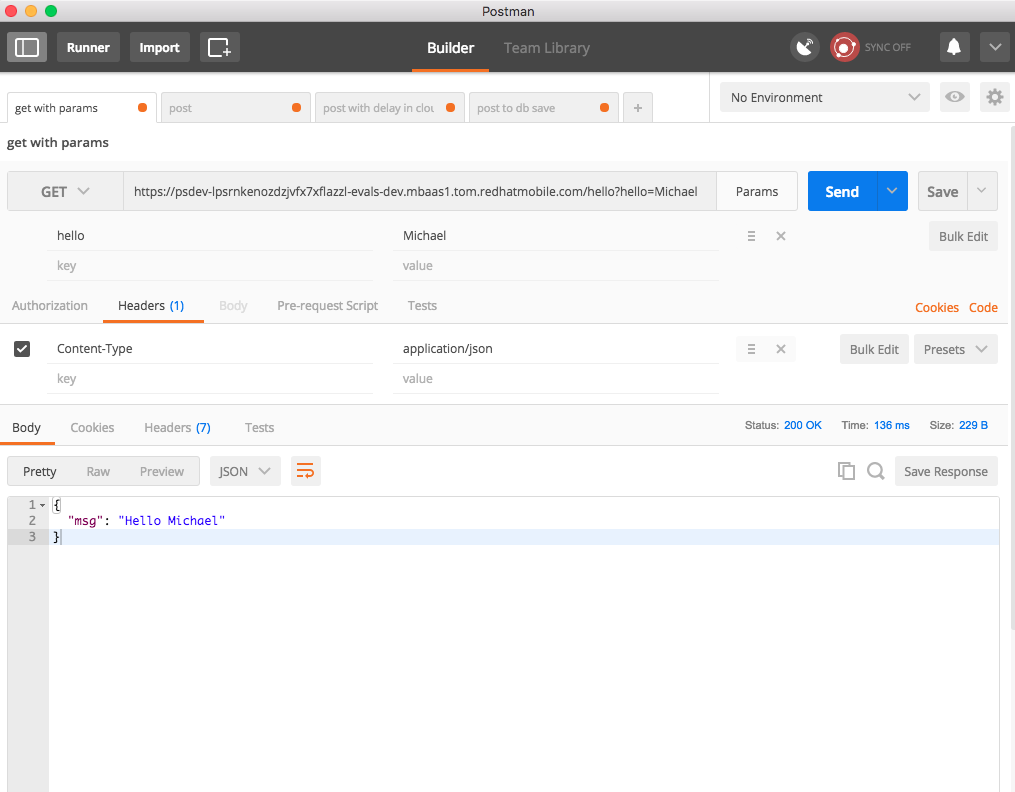 Postman
Runner Import Builder Team Library SYNC OFF
get with params post post with delay in clou post to db save + No Environment
get with params
GET https://psdev-lpsrnkenozdzjvfx7xflazzl-evals-dev.mbaas1.tom.redhatmobile.com/hello?hello=Michael Params Send Save
hello Michael Bulk Edit
key value
Authorization Headers (1) Body Pre-request Script Tests Cookies Code
Content-Type application/json Bulk Edit Presets
key value
Body Cookies Headers (7) Tests Status: 200 OK Time: 136 ms Size: 229 B
Pretty Raw Preview JSON Save Response
1 {
2 "msg": "Hello Michael"
3 }